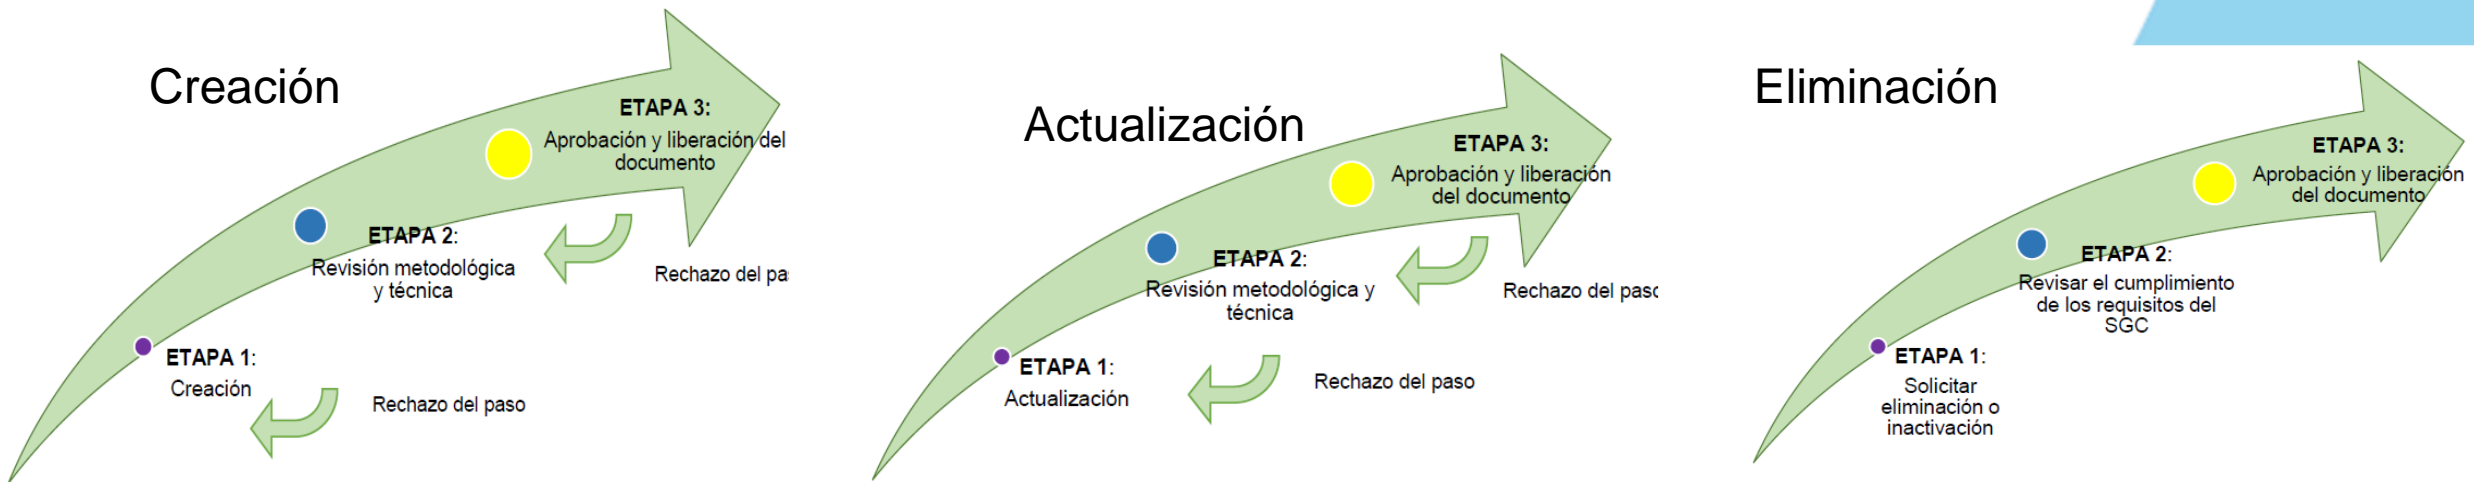 Creación
ETAPA 3:
Aprobación y liberación del
documento
ETAPA 2:
Revisión metodológica
y técnica
Rechazo del
ETAPA 1:
Creación
Rechazo del paso
Actualización
ETAPA 3:
Aprobación y liberación
del documento
ETAPA 2:
Revisión metodológica y
técnica
Rechazo del paso
ETAPA 1:
Actualización
Rechazo del paso
Eliminación
ETAPA 3:
Aprobación y liberación
del documento
ETAPA 2:
Revisar el cumplimiento
de los requisitos del
SGC
ETAPA 1:
Solicitar
eliminación o
inactivación